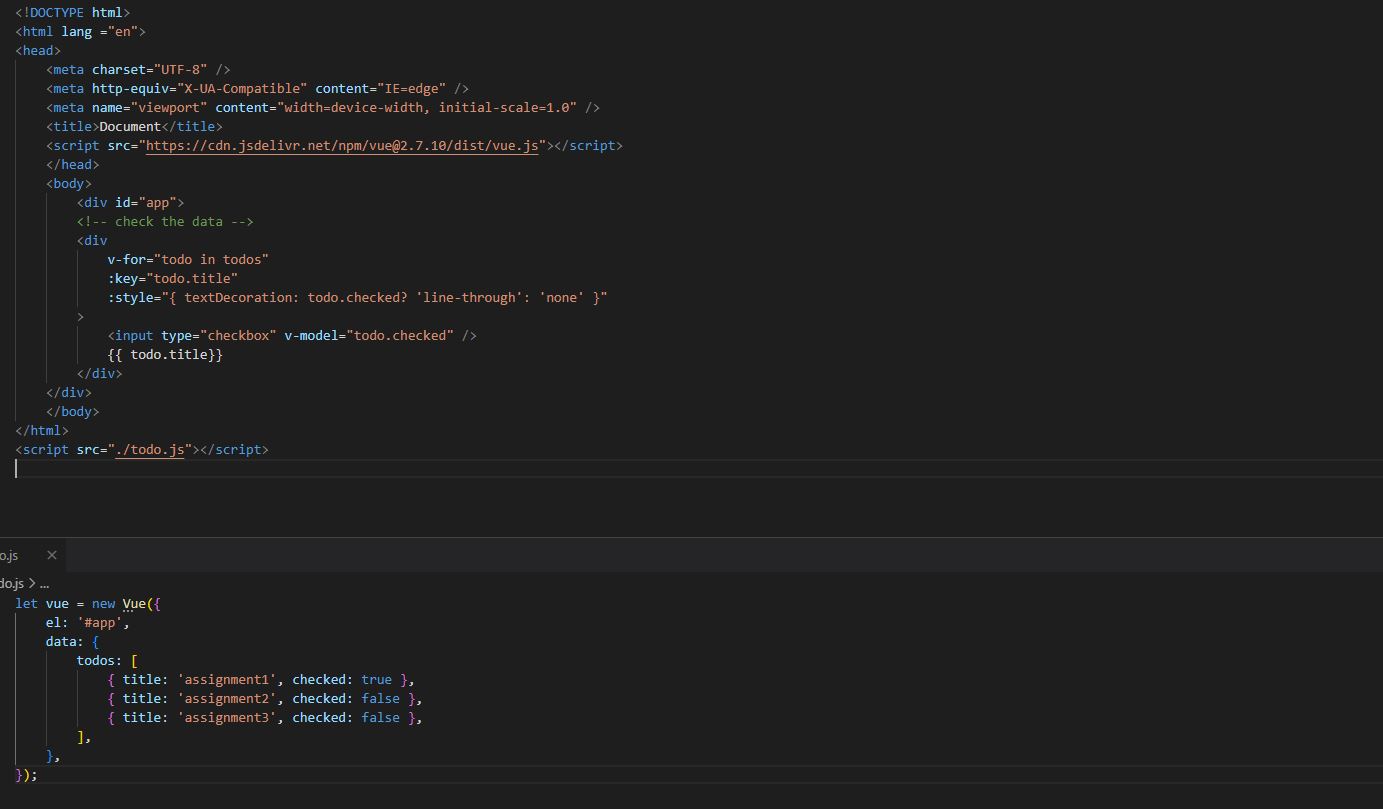 <!DOCTYPE html>
<html lang ="en">
<head>
    <meta charset="UTF-8" />
    <meta http-equiv="X-UA-Compatible" content="IE=edge" />
    <meta name="viewport" content="width=device-width, initial-scale=1.0" />
    <title>Document</title>
    <script src="https://cdn.jsdelivr.net/npm/vue@2.7.10/dist/vue.js"></script>
    </head>
    <body>
        <div id="app">
        <!-- check the data -->
        <div
            v-for="todo in todos"
            :key="todo.title"
            :style="{ textDecoration: todo.checked? 'line-through': 'none' }"
        >
            <input type="checkbox" v-model="todo.checked" />
            {{ todo.title}}
        </div>
    </div>
    </body>
</html>
<script src="./todo.js"></script>
o.js ×
do.js > ...
let vue = new Vue({
    el: '#app',
    data: {
        todos: [
            { title: 'assignment1', checked: true },
            { title: 'assignment2', checked: false },
            { title: 'assignment3', checked: false },
        ],
    },
});